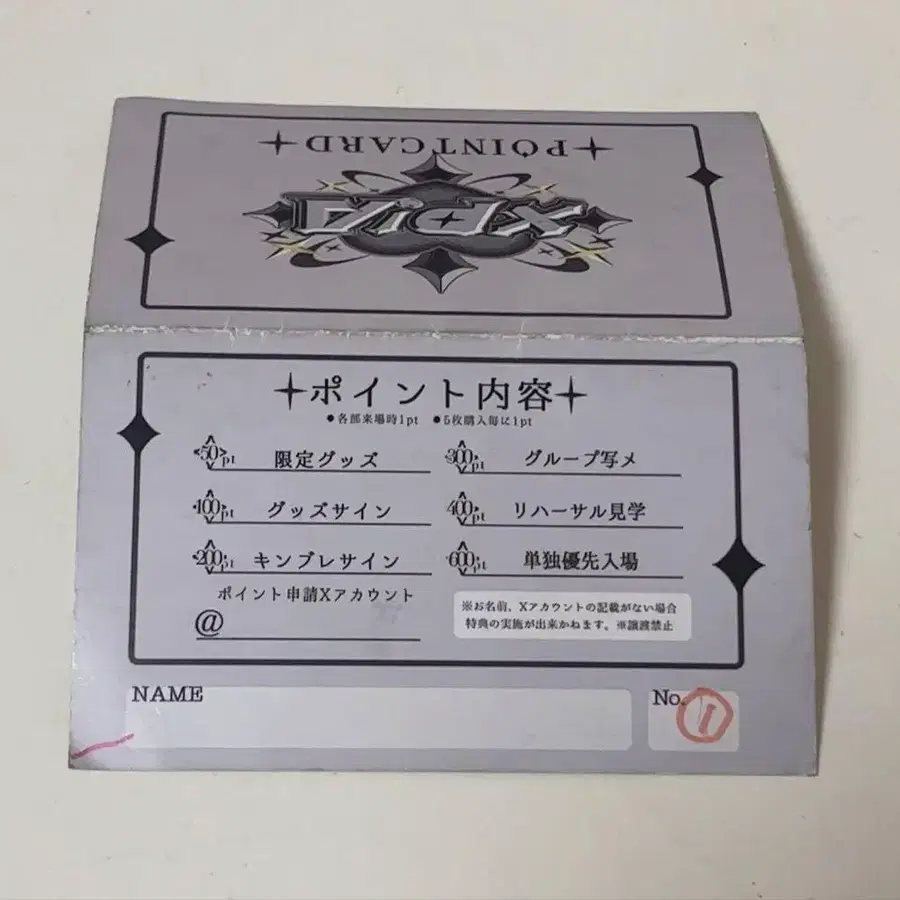 POINT CARD
XDiA
ポイント内容
●各部来場時1pt ●5枚購入毎に1pt
50pt 限定グッズ
300pt グループ写メ
100pt グッズサイン
400pt リハーサル見学
200pt キンブレサイン
600pt 単独優先入場
ポイント申請Xアカウント
@
※お名前、Xアカウントの記載がない場合
特典の実施が出来かねます。※譲渡禁止
NAME
No. 1